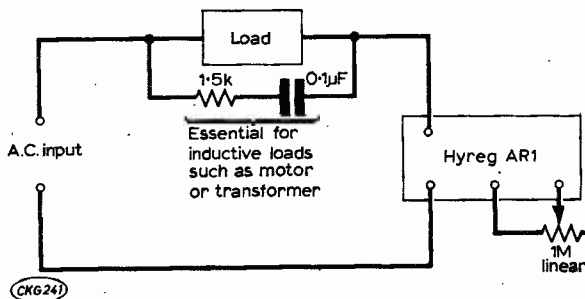 Load
1·5k
0·1µF
Essential for
inductive loads
such as motor
or transformer
A.C. input
Hyreg AR1
1M
linear
CKG241